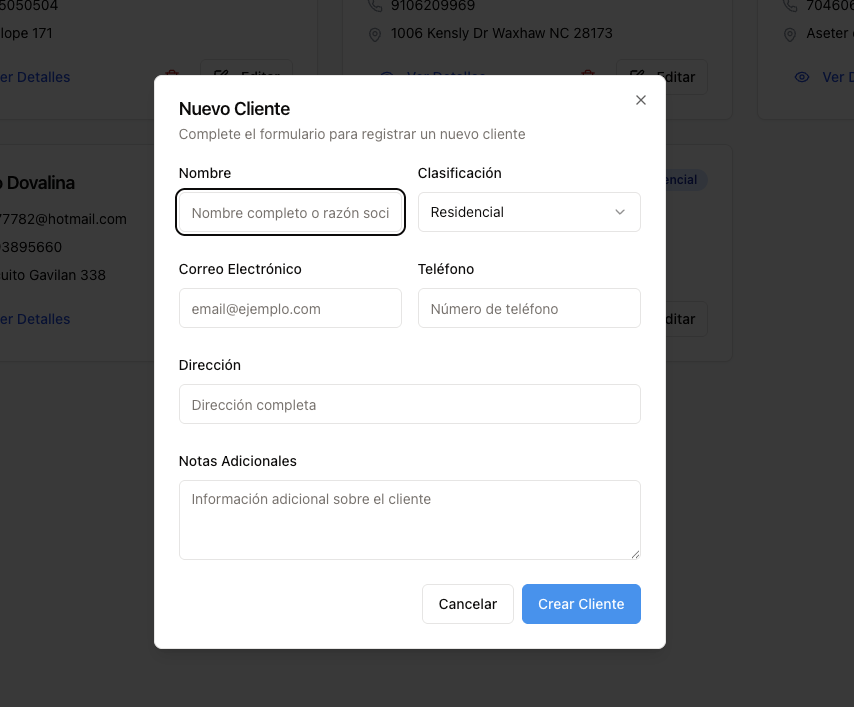 5050504
9106209969
704606
lope 171
1006 Kensly Dr Waxhaw NC 28173
Aseter
er Detalles
Ver Detalles
Editar
Editar
Ver D
Nuevo Cliente
Complete el formulario para registrar un nuevo cliente
Nombre
Clasificación
Nombre completo o razón soci
Residencial
Correo Electrónico
Teléfono
email@ejemplo.com
Número de teléfono
Dirección
Dirección completa
Notas Adicionales
Información adicional sobre el cliente
Cancelar
Crear Cliente
o Dovalina
encial
77782@hotmail.com
3895660
uito Gavilan 338
er Detalles
ditar